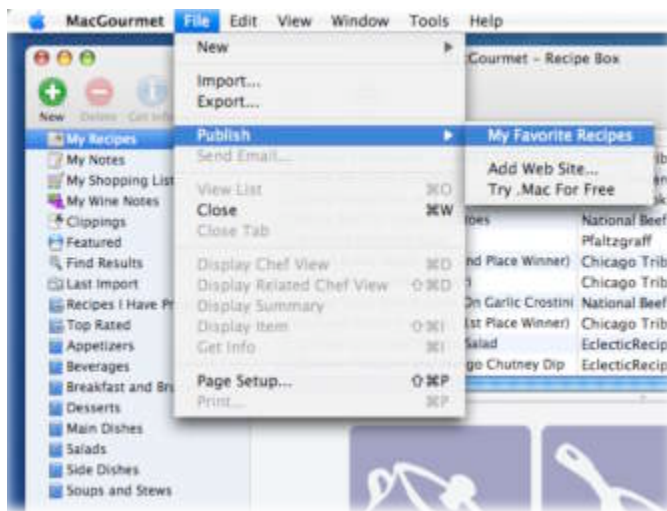 MacGourmet File Edit View Window Tools Help
Gourmet – Recipe Box
New Delete Get Info
New
Import...
Export...
Publish
Send Email...
View List ⌘O
Close ⌘W
Close Tab
Display Chef View ⌘D
Display Related Chef View ⇧⌘D
Display Summary
Display Item ⇧⌘I
Get Info ⌘I
Page Setup... ⇧⌘P
Print... ⌘P
My Favorite Recipes
Add Web Site...
Try .Mac For Free
My Recipes
My Notes
My Shopping List
My Wine Notes
Clippings
Featured
Find Results
Last Import
Recipes I Have Pr
Top Rated
Appetizers
Beverages
Breakfast and Bru
Desserts
Main Dishes
Salads
Side Dishes
Soups and Stews
toes National Beef
Pfaltzgraff
nd Place Winner) Chicago Trib
Chicago Trib
On Garlic Crostini National Beef
1st Place Winner) Chicago Trib
Salad EclecticRecip
go Chutney Dip EclecticRecip